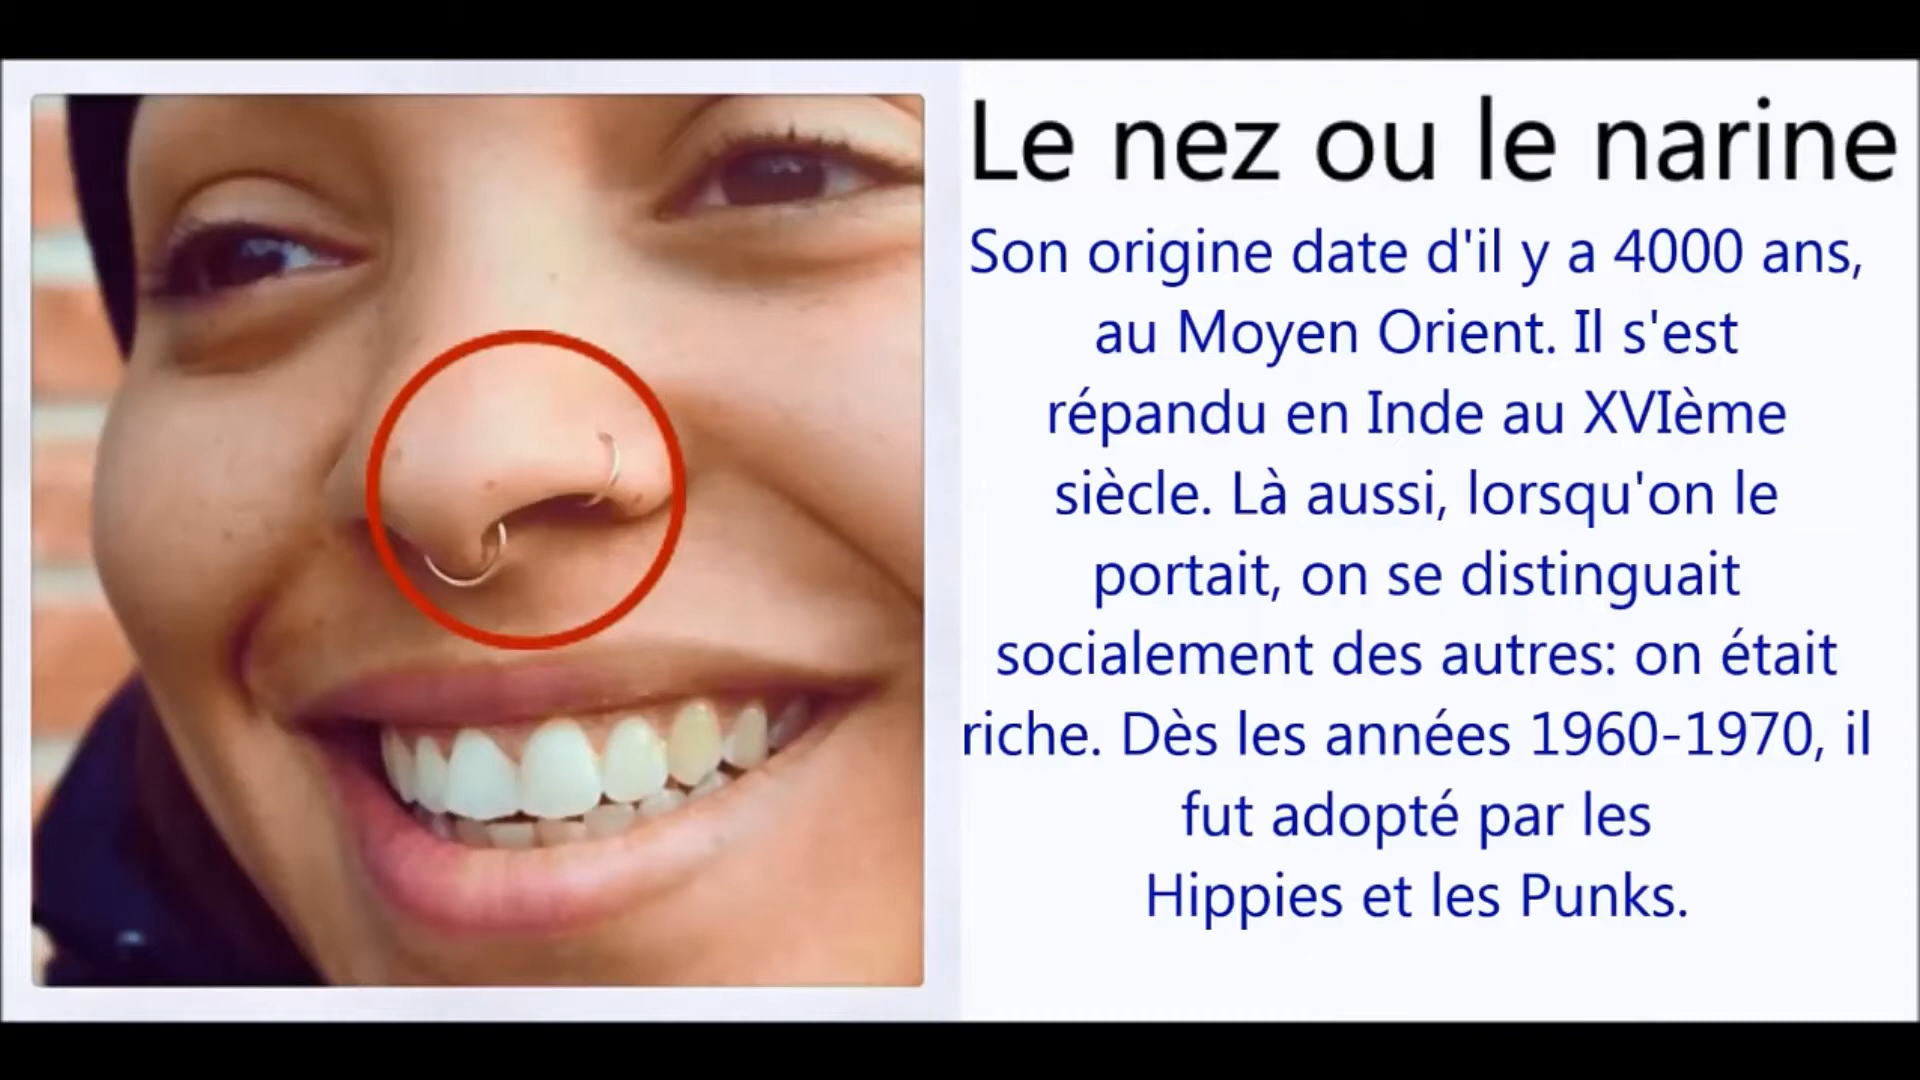 Le nez ou le narine
Son origine date d'il y a 4000 ans,
au Moyen Orient. Il s'est
répandu en Inde au XVIème
siècle. Là aussi, lorsqu'on le
portait, on se distinguait
socialement des autres: on était
riche. Dès les années 1960-1970, il
fut adopté par les
Hippies et les Punks.